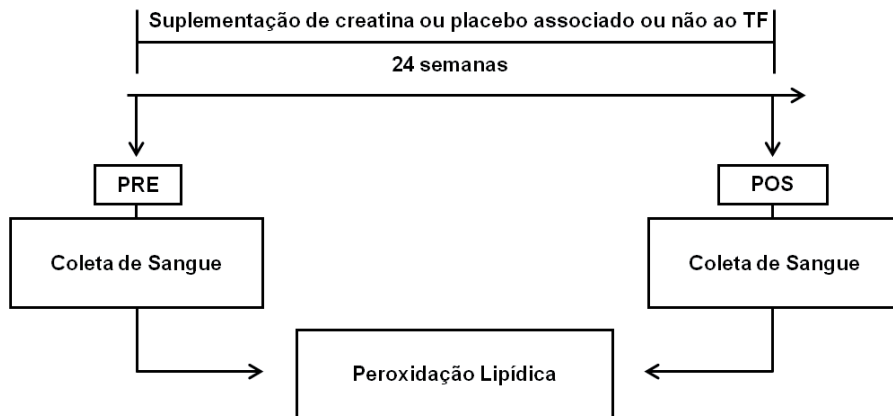 Suplementação de creatina ou placebo associado ou não ao TF
24 semanas
PRE
POS
Coleta de Sangue
Coleta de Sangue
Peroxidação Lipídica